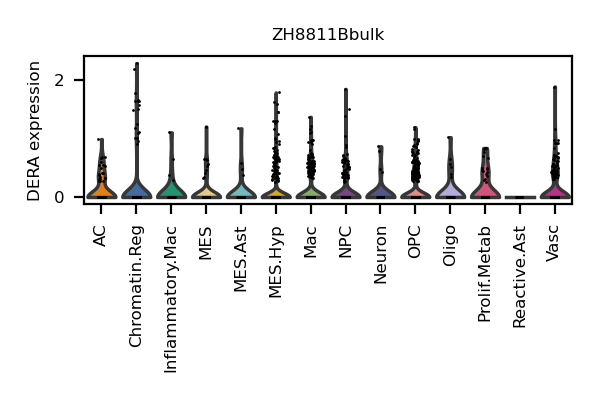 ZH8811Bbulk
DERA expression
2
0
AC
Chromatin.Reg
Inflammatory.Mac
MES
MES.Ast
MES.Hyp
Mac
NPC
Neuron
OPC
Oligo
Prolif.Metab
Reactive.Ast
Vasc